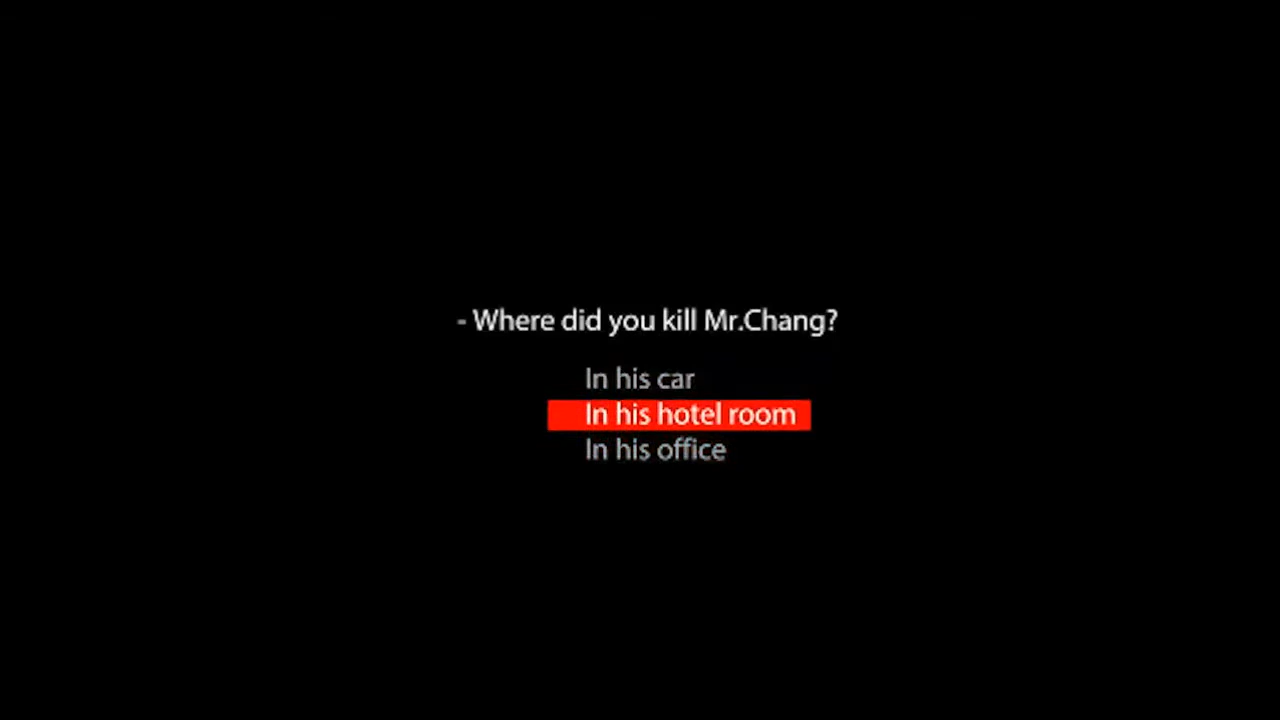 - Where did you kill Mr.Chang?
In his car
In his hotel room
In his office